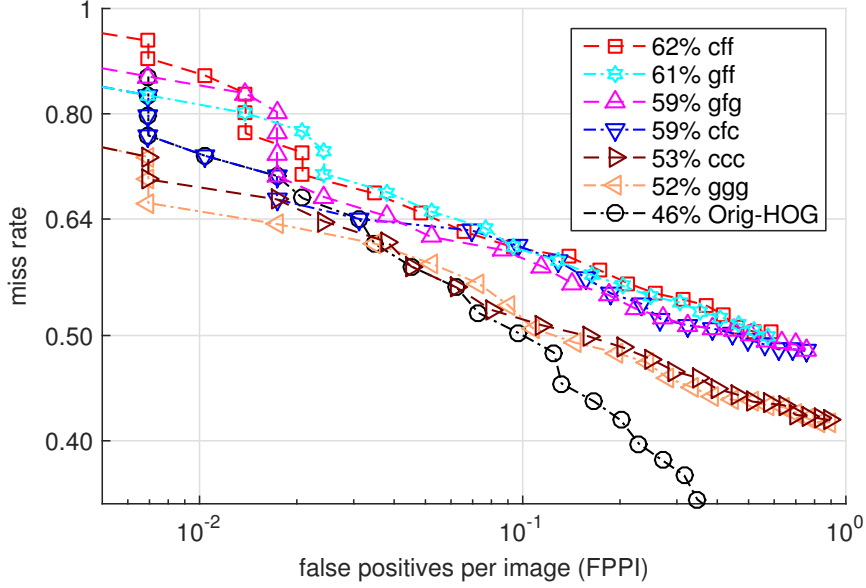 1
0.80
0.64
0.50
0.40
miss rate
62% cff
61% gff
59% gfg
59% cfc
53% ccc
52% ggg
46% Orig-HOG
10^-2
10^-1
10^0
false positives per image (FPPI)